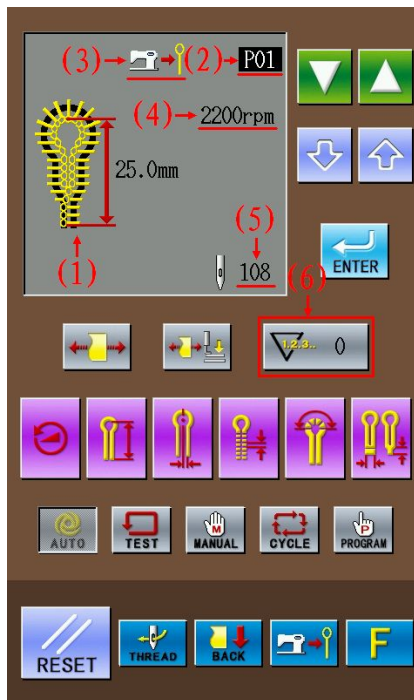 (3)→ (2)→ P01
(4)→ 2200rpm
25.0mm
(5)
(1)
108
(6)
ENTER
1.2.3.. 0
AUTO
TEST
M
MANUAL
CYCLE
P
PROGRAM
RESET
THREAD
BACK
F